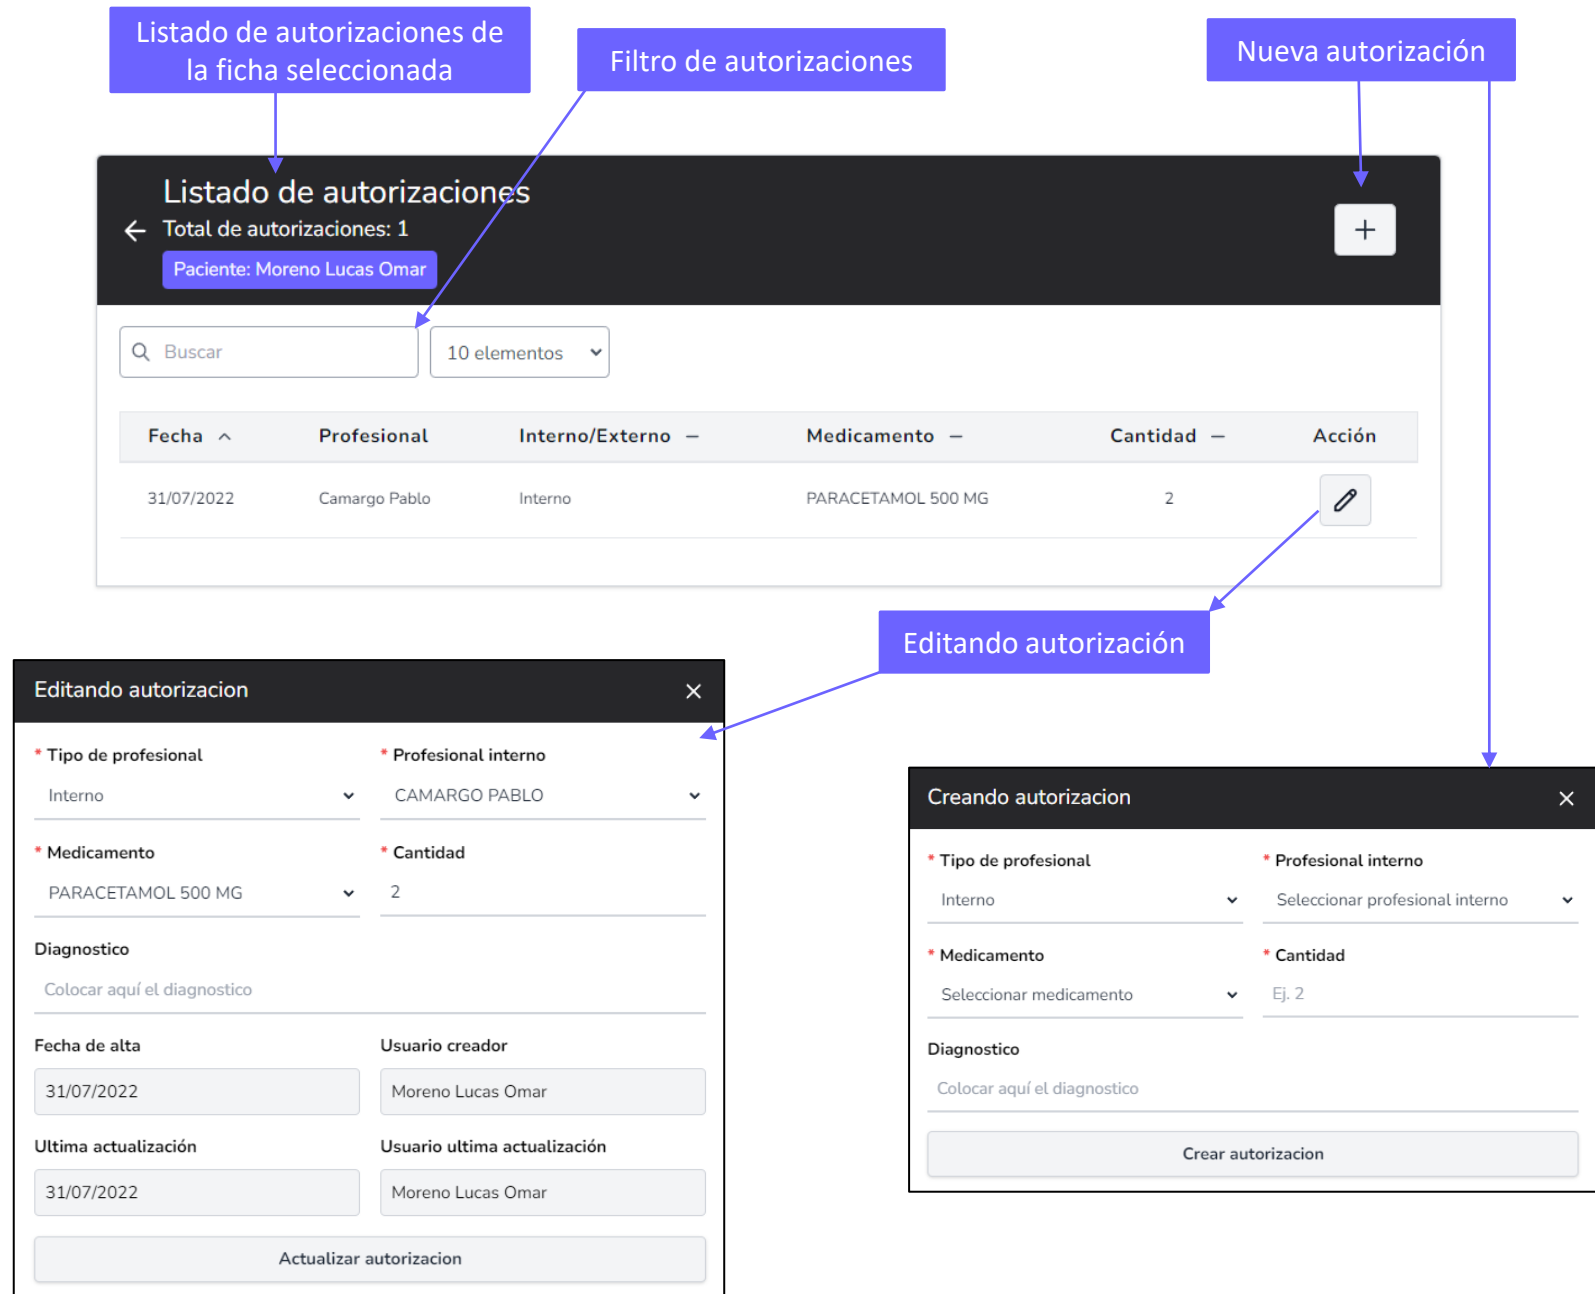 Listado de autorizaciones de
la ficha seleccionada
Filtro de autorizaciones
Nueva autorización
Listado de autorizaciones
Total de autorizaciones: 1
Paciente: Moreno Lucas Omar
Buscar
10 elementos
Fecha Profesional Interno/Externo Medicamento Cantidad Acción
31/07/2022 Camargo Pablo Interno PARACETAMOL 500 MG 2
Editando autorización
Editando autorizacion
* Tipo de profesional * Profesional interno
Interno CAMARGO PABLO
* Medicamento * Cantidad
PARACETAMOL 500 MG 2
Diagnostico
Colocar aquí el diagnostico
Fecha de alta Usuario creador
31/07/2022 Moreno Lucas Omar
Ultima actualización Usuario ultima actualización
31/07/2022 Moreno Lucas Omar
Actualizar autorizacion
Creando autorizacion
* Tipo de profesional * Profesional interno
Interno Seleccionar profesional interno
* Medicamento * Cantidad
Seleccionar medicamento Ej. 2
Diagnostico
Colocar aquí el diagnostico
Crear autorizacion